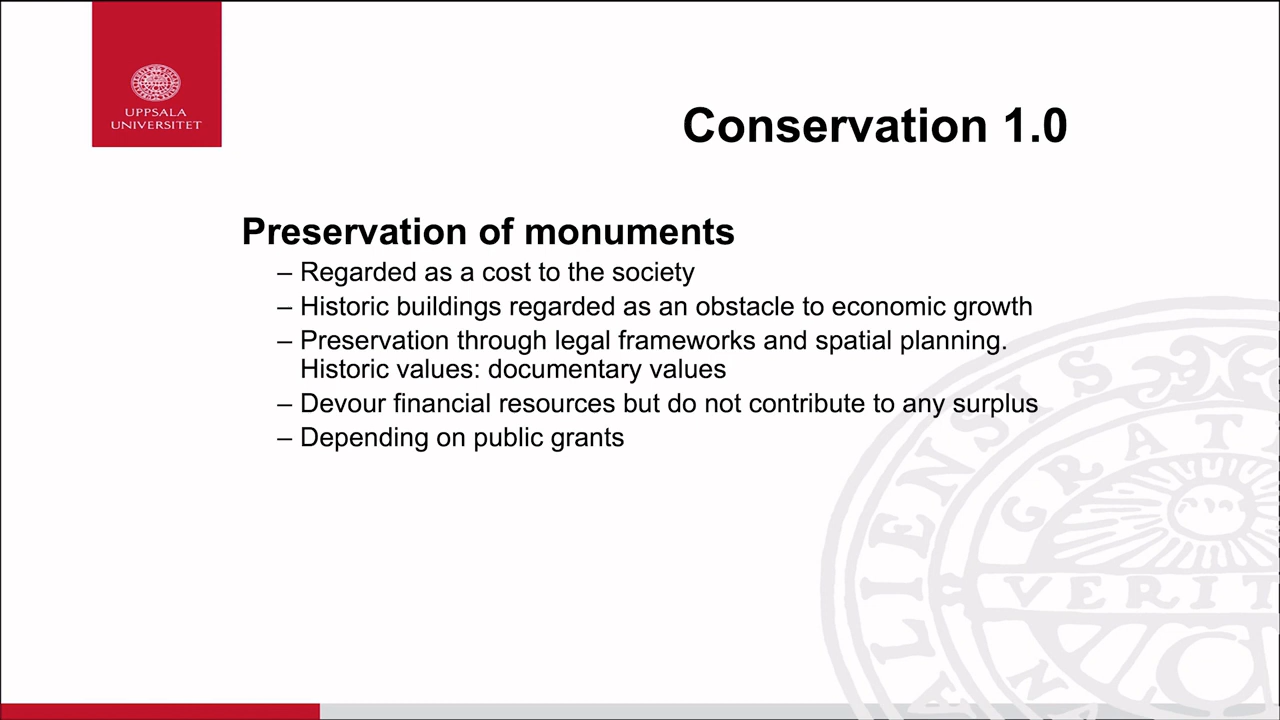 UPPSALA
UNIVERSITET
Conservation 1.0
Preservation of monuments
– Regarded as a cost to the society
– Historic buildings regarded as an obstacle to economic growth
– Preservation through legal frameworks and spatial planning.
Historic values: documentary values
– Devour financial resources but do not contribute to any surplus
– Depending on public grants